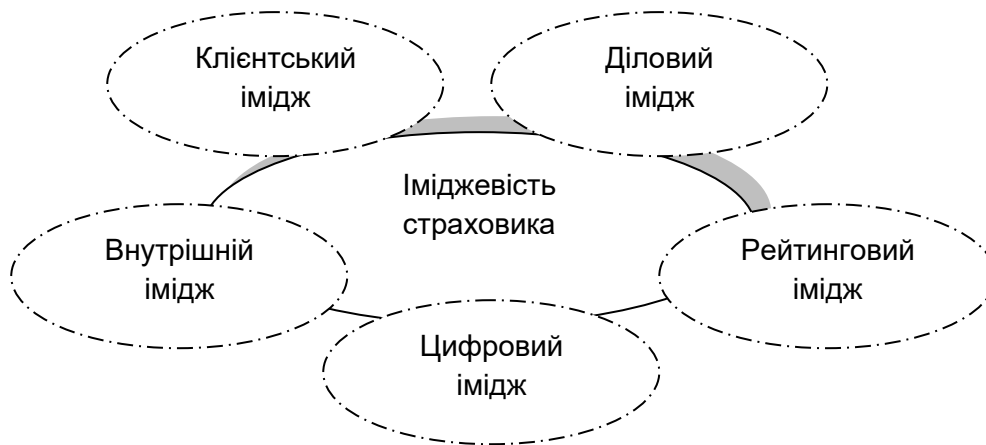 Клієнтський
імідж
Діловий
імідж
Іміджевість
страховика
Внутрішній
імідж
Рейтинговий
імідж
Цифровий
імідж